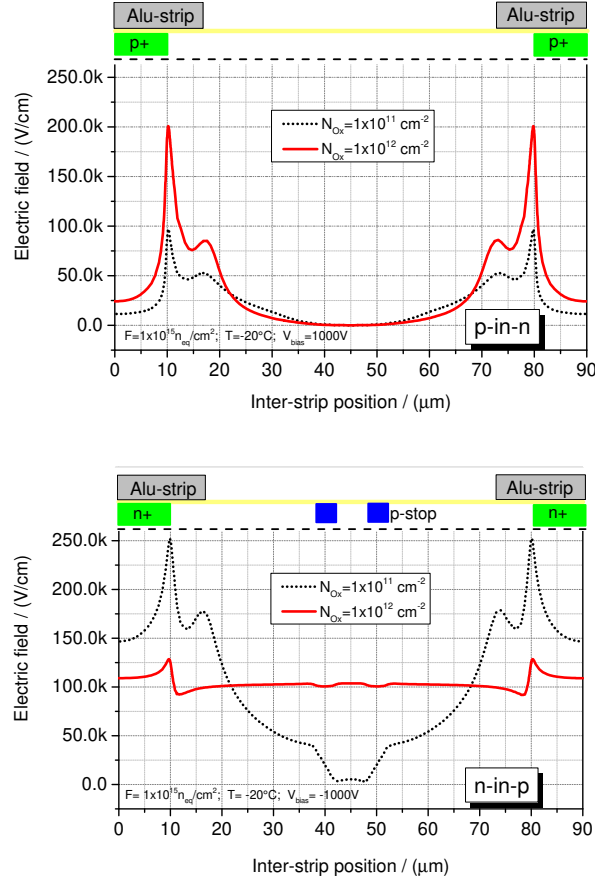 Alu-strip Alu-strip
p+ p+
250.0k
200.0k
150.0k
100.0k
50.0k
0.0
Electric field / (V/cm)
N_Ox=1x10^11 cm^-2
N_Ox=1x10^12 cm^-2
F=1x10^15 n_eq/cm^2; T=-20°C; V_bias=1000V
p-in-n
0 10 20 30 40 50 60 70 80 90
Inter-strip position / (μm)
Alu-strip Alu-strip
n+ p-stop n+
250.0k
200.0k
150.0k
100.0k
50.0k
0.0
Electric field / (V/cm)
N_Ox=1x10^11 cm^-2
N_Ox=1x10^12 cm^-2
F= 1x10^15 n_eq/cm^2; T= -20°C; V_bias= -1000V
n-in-p
0 10 20 30 40 50 60 70 80 90
Inter-strip position / (μm)